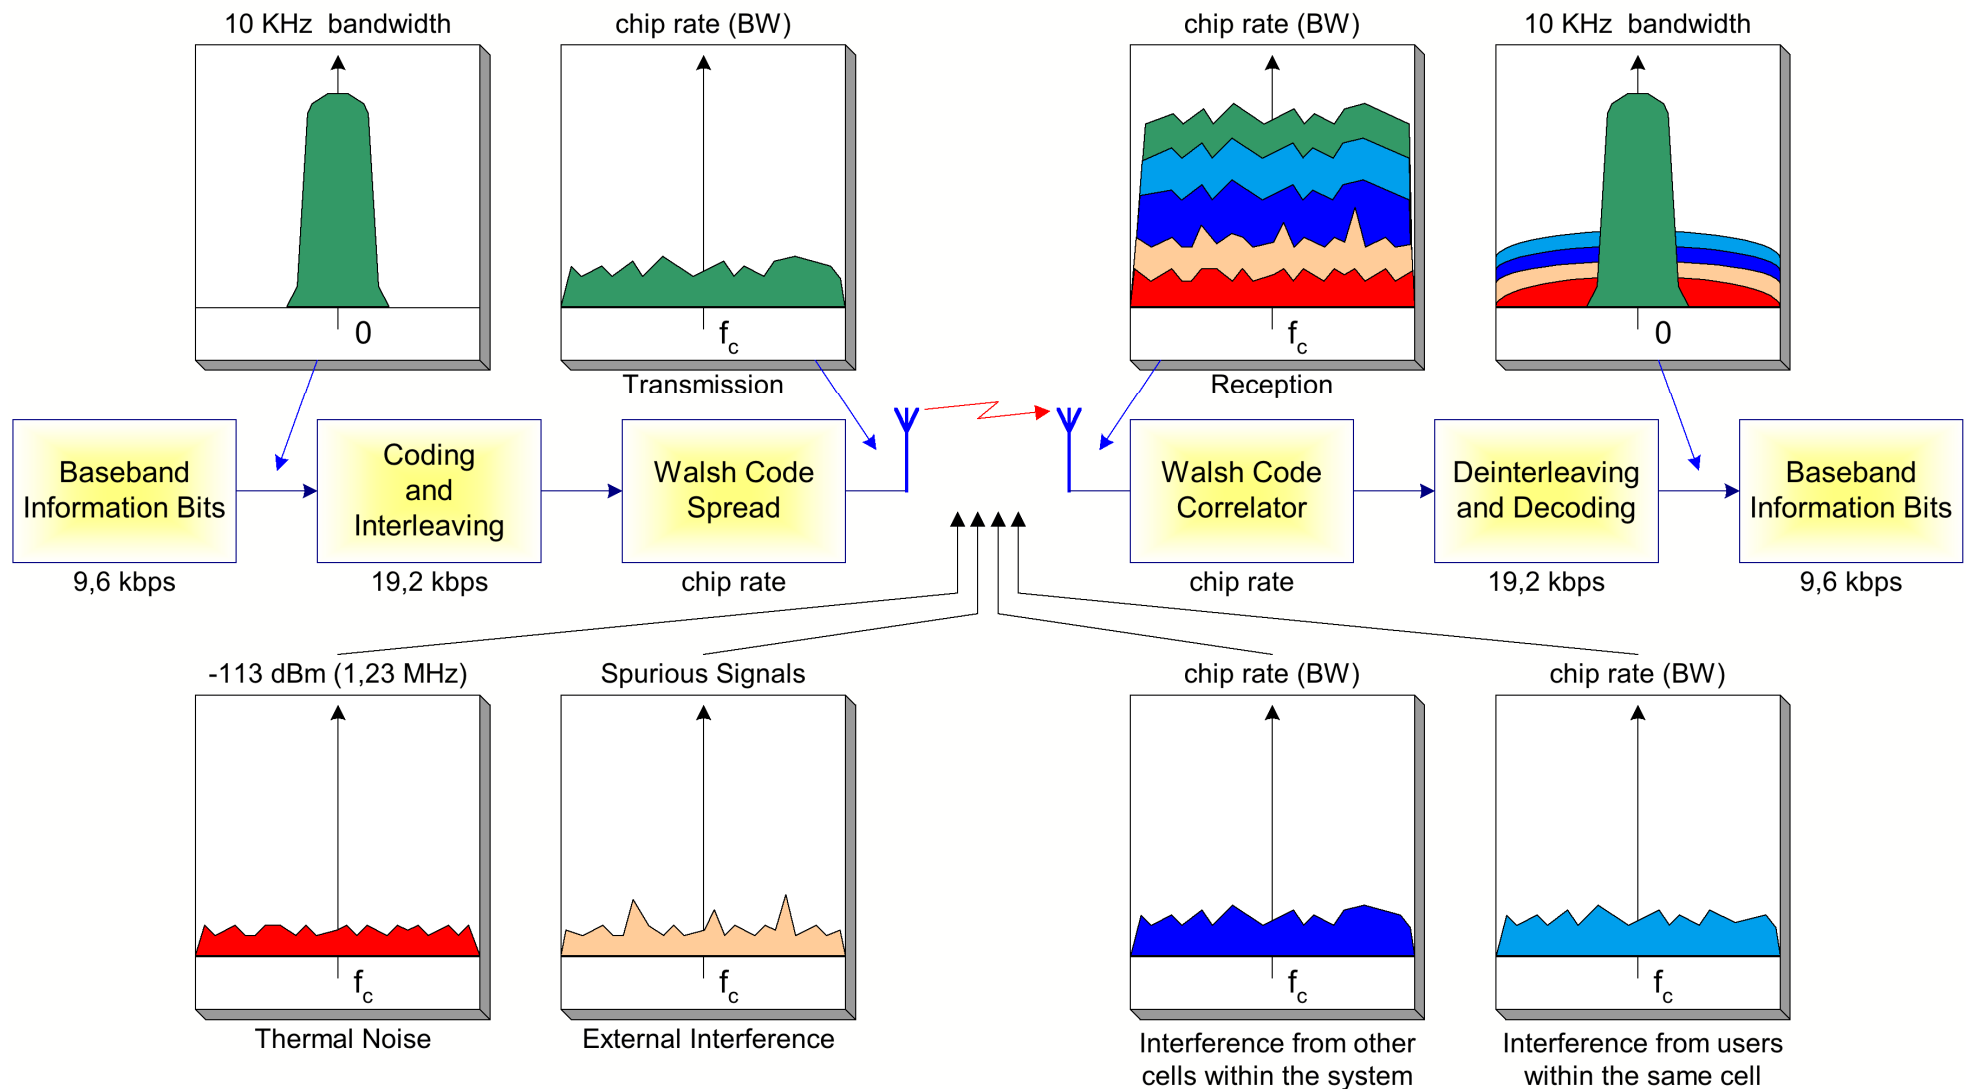 10 KHz  bandwidth
chip rate (BW)
chip rate (BW)
10 KHz  bandwidth
0
fc
fc
0
Transmission
Reception
Baseband
Information Bits
Coding
and
Interleaving
Walsh Code
Spread
Walsh Code
Correlator
Deinterleaving
and Decoding
Baseband
Information Bits
9,6 kbps
19,2 kbps
chip rate
chip rate
19,2 kbps
9,6 kbps
-113 dBm (1,23 MHz)
Spurious Signals
chip rate (BW)
chip rate (BW)
fc
fc
fc
fc
Thermal Noise
External Interference
Interference from other
cells within the system
Interference from users
within the same cell